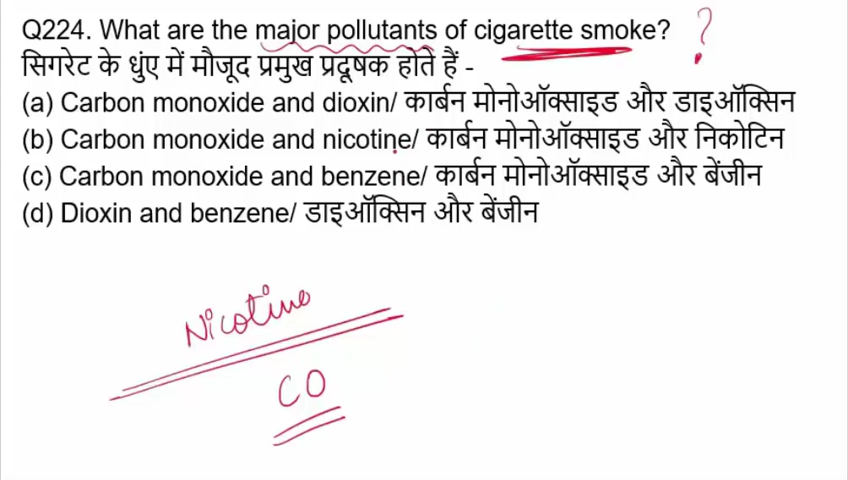 Q224. What are the major pollutants of cigarette smoke? ?
सिगरेट के धुंए में मौजूद प्रमुख प्रदूषक होते हैं -
(a) Carbon monoxide and dioxin/ कार्बन मोनोऑक्साइड और डाइऑक्सिन
(b) Carbon monoxide and nicotine/ कार्बन मोनोऑक्साइड और निकोटिन
(c) Carbon monoxide and benzene/ कार्बन मोनोऑक्साइड और बेंजीन
(d) Dioxin and benzene/ डाइऑक्सिन और बेंजीन
Nicotine
CO